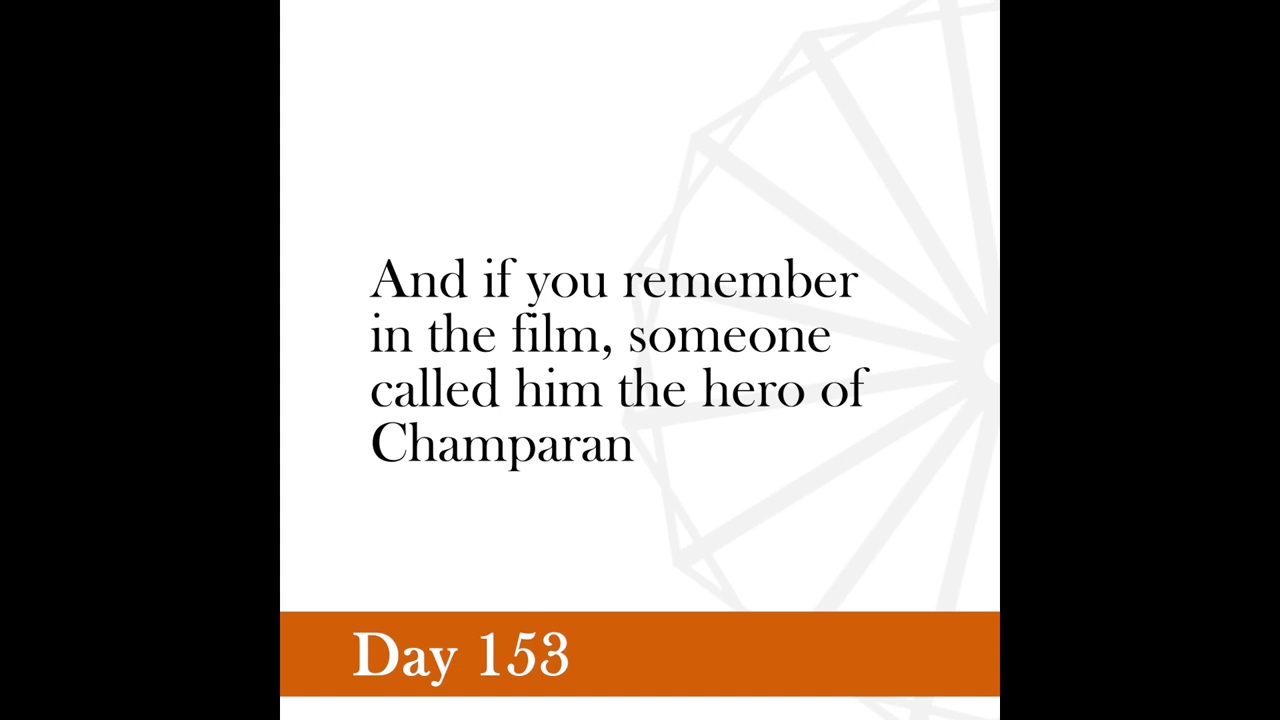 And if you remember
in the film, someone
called him the hero of
Champaran
Day 153